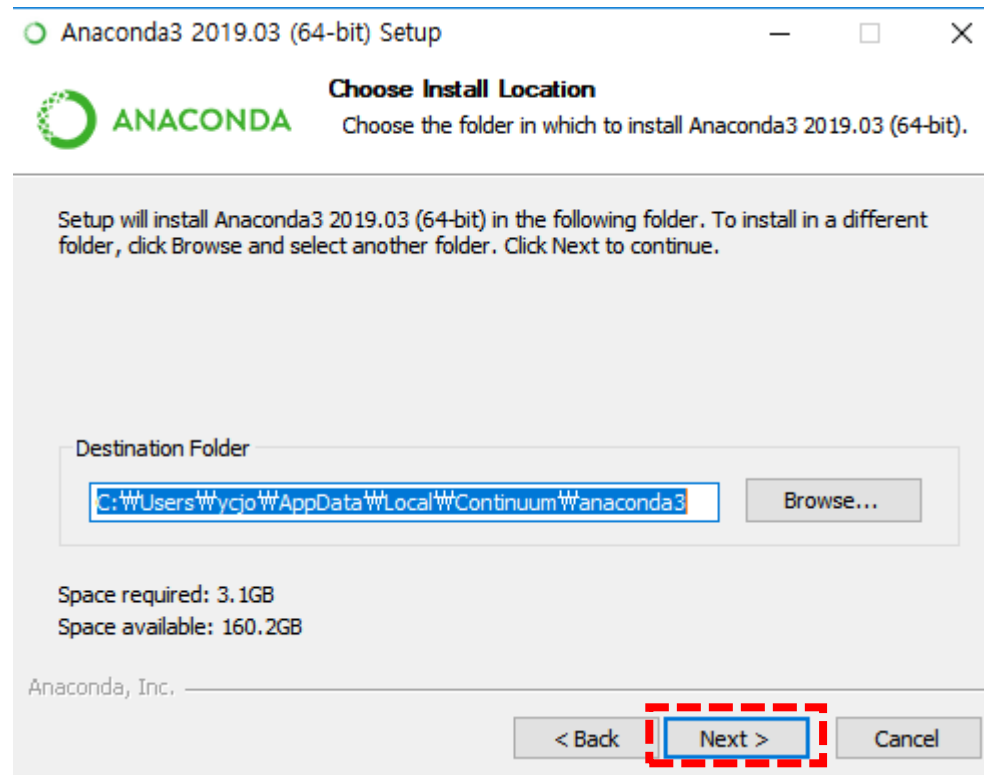 Anaconda3 2019.03 (64-bit) Setup
ANACONDA
Choose Install Location
Choose the folder in which to install Anaconda3 2019.03 (64-bit).
Setup will install Anaconda3 2019.03 (64-bit) in the following folder. To install in a different
folder, click Browse and select another folder. Click Next to continue.
Destination Folder
C:₩Users₩ycjo₩AppData₩Local₩Continuum₩anaconda3
Browse...
Space required: 3.1GB
Space available: 160.2GB
Anaconda, Inc.
< Back
Next >
Cancel